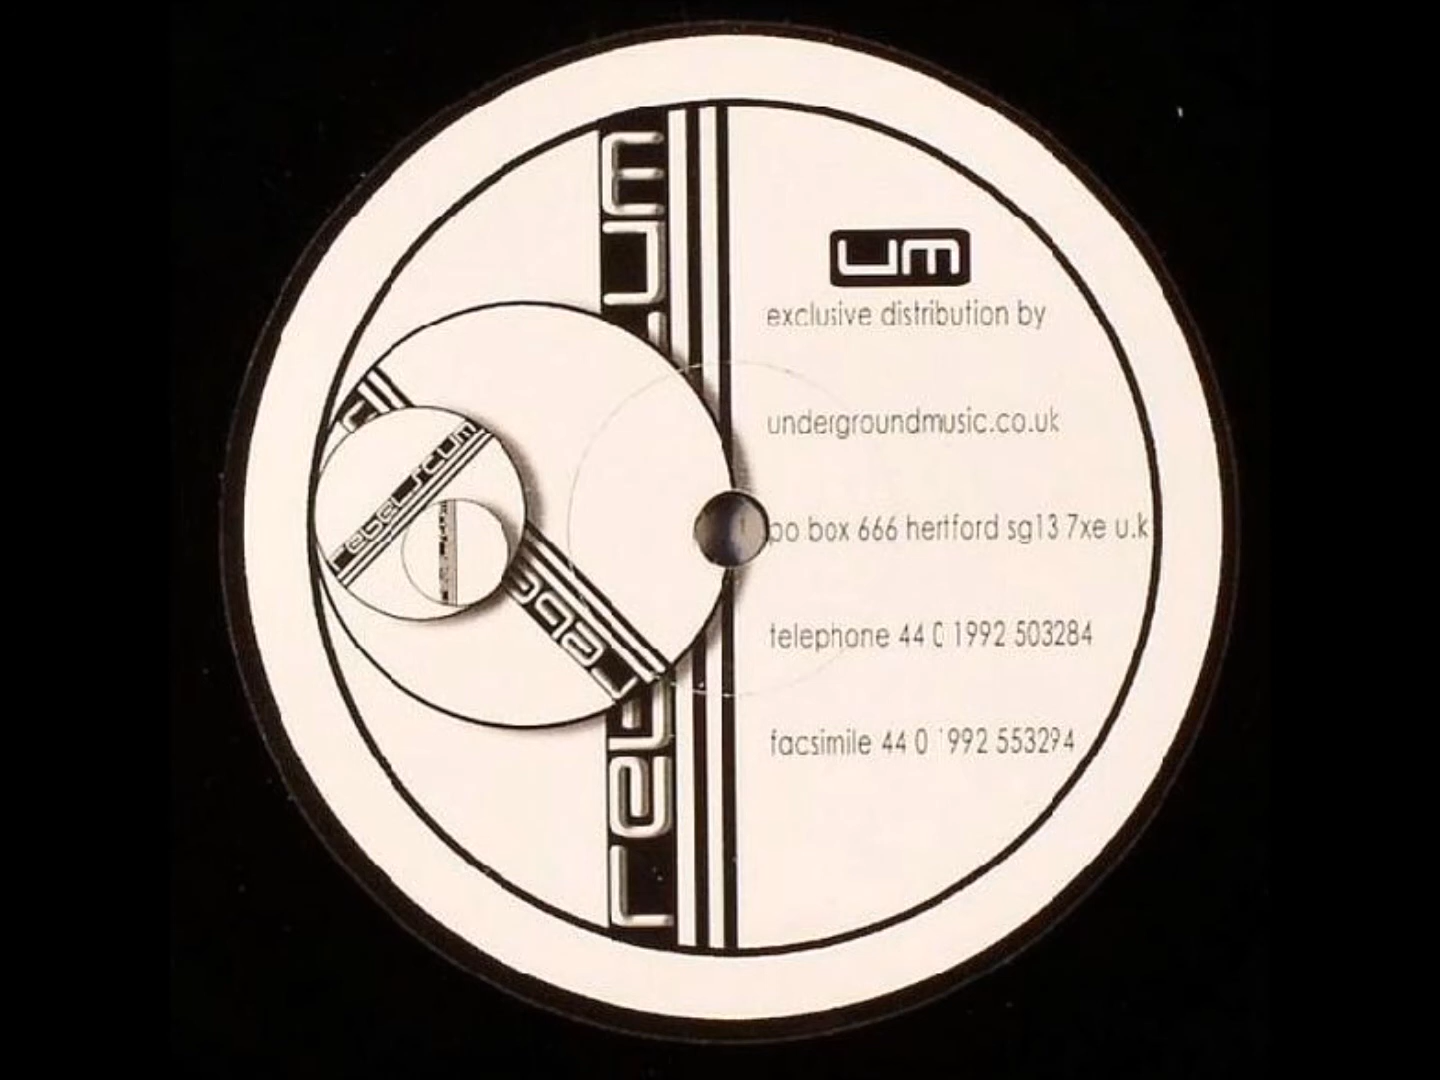 um
exclusive distribution by
undergroundmusic.co.uk
po box 666 hertford sg13 7xe u.k
telephone 44 0 1992 503284
facsimile 44 0 1992 553294
rebelscum